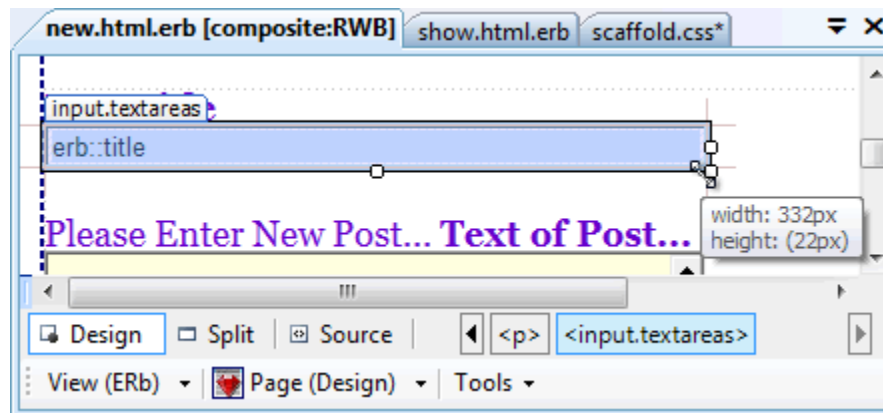 new.html.erb [composite:RWB] show.html.erb scaffold.css*
input.textareas
erb::title
width: 332px
height: (22px)
Please Enter New Post... Text of Post...
Design Split Source <p> <input.textareas>
View (ERb) Page (Design) Tools